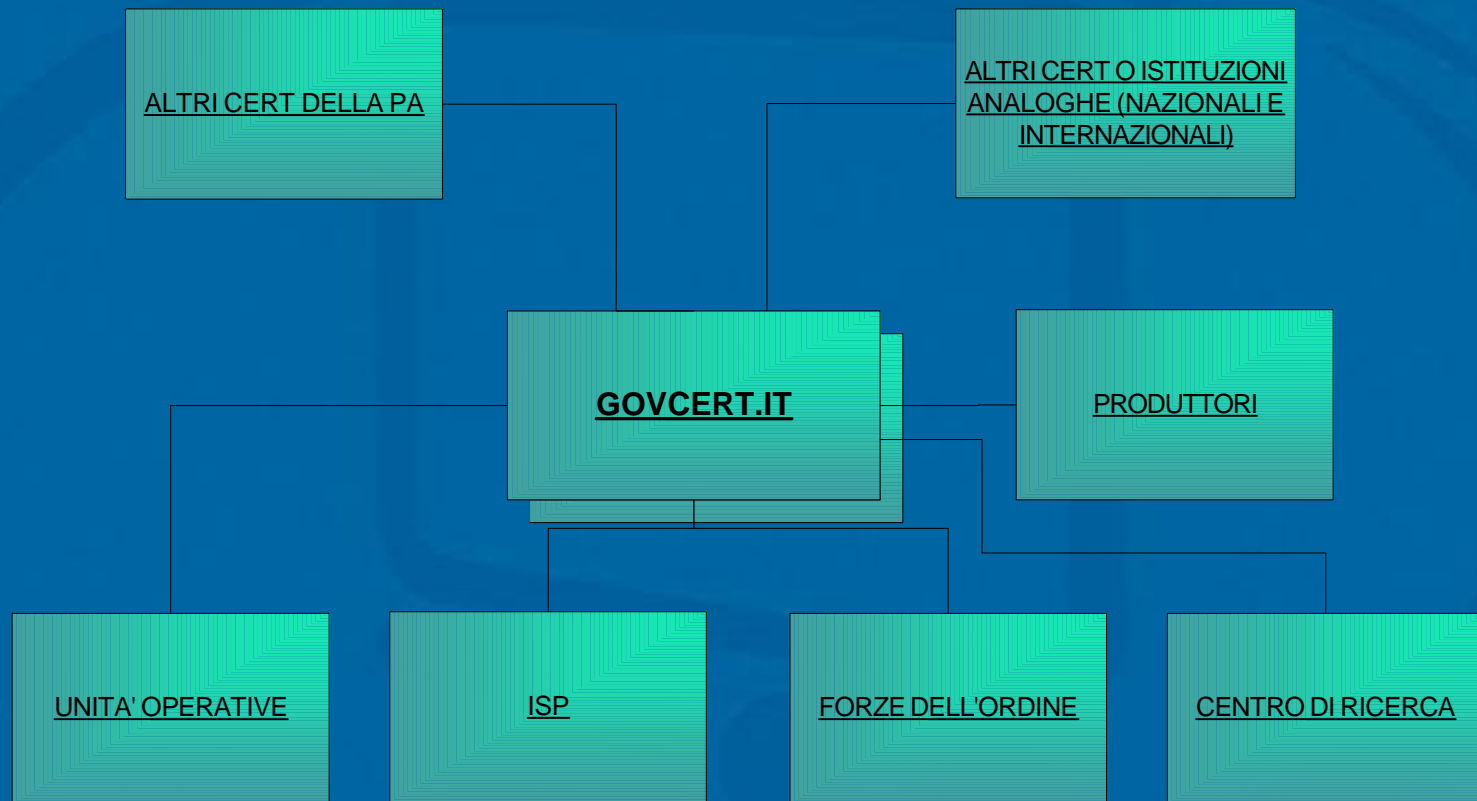 ALTRI CERT DELLA PA
ALTRI CERT O ISTITUZIONI
ANALOGHE (NAZIONALI E
INTERNAZIONALI)
GOVCERT.IT
PRODUTTORI
UNITA' OPERATIVE
ISP
FORZE DELL'ORDINE
CENTRO DI RICERCA